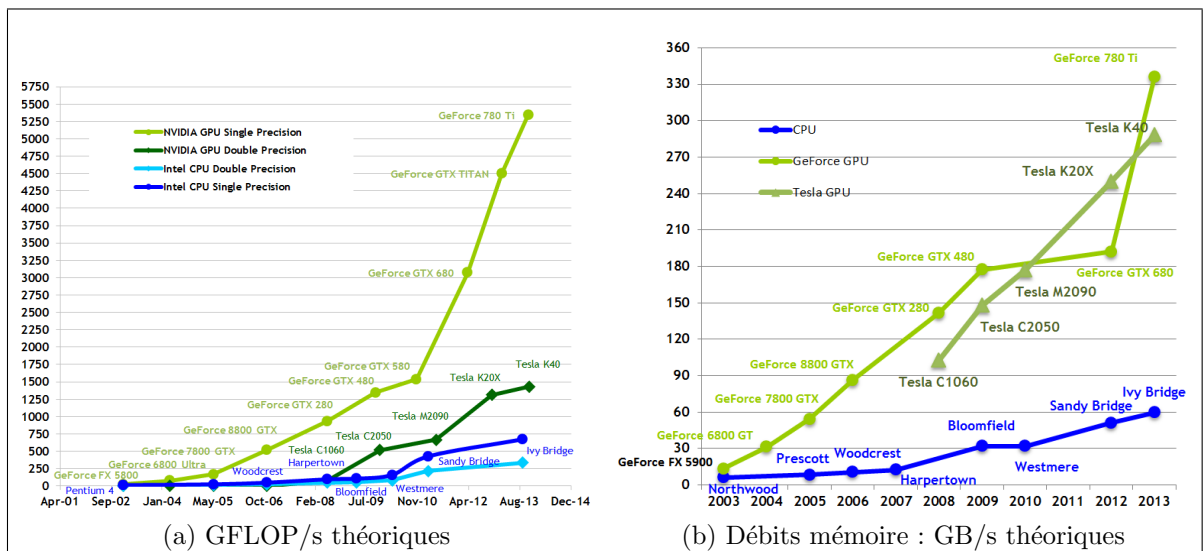 5750
5500
5250
5000
4750
4500
4250
4000
3750
3500
3250
3000
2750
2500
2250
2000
1750
1500
1250
1000
750
500
250
0
Apr-01 Sep-02 Jan-04 May-05 Oct-06 Feb-08 Jul-09 Nov-10 Apr-12 Aug-13 Dec-14
NVIDIA GPU Single Precision
NVIDIA GPU Double Precision
Intel CPU Double Precision
Intel CPU Single Precision
GeForce 780 Ti
GeForce GTX TITAN
GeForce GTX 680
GeForce GTX 580
GeForce GTX 480
GeForce GTX 280
GeForce 8800 GTX
GeForce 7800 GTX
GeForce 6800 Ultra
GeForce FX 5800
Tesla K40
Tesla K20X
Tesla M2090
Tesla C2050
Tesla C1060
Pentium 4
Woodcrest
Harpertown
Bloomfield
Westmere
Sandy Bridge
Ivy Bridge
(a) GFLOP/s théoriques
360
330
300
270
240
210
180
150
120
90
60
30
0
2003 2004 2005 2006 2007 2008 2009 2010 2011 2012 2013
CPU
GeForce GPU
Tesla GPU
GeForce 780 Ti
Tesla K40
Tesla K20X
GeForce GTX 480
GeForce GTX 680
Tesla M2090
GeForce GTX 280
Tesla C2050
GeForce 8800 GTX
Tesla C1060
GeForce 7800 GTX
GeForce 6800 GT
GeForce FX 5900
Northwood
Prescott
Woodcrest
Harpertown
Bloomfield
Westmere
Sandy Bridge
Ivy Bridge
(b) Débits mémoire : GB/s théoriques